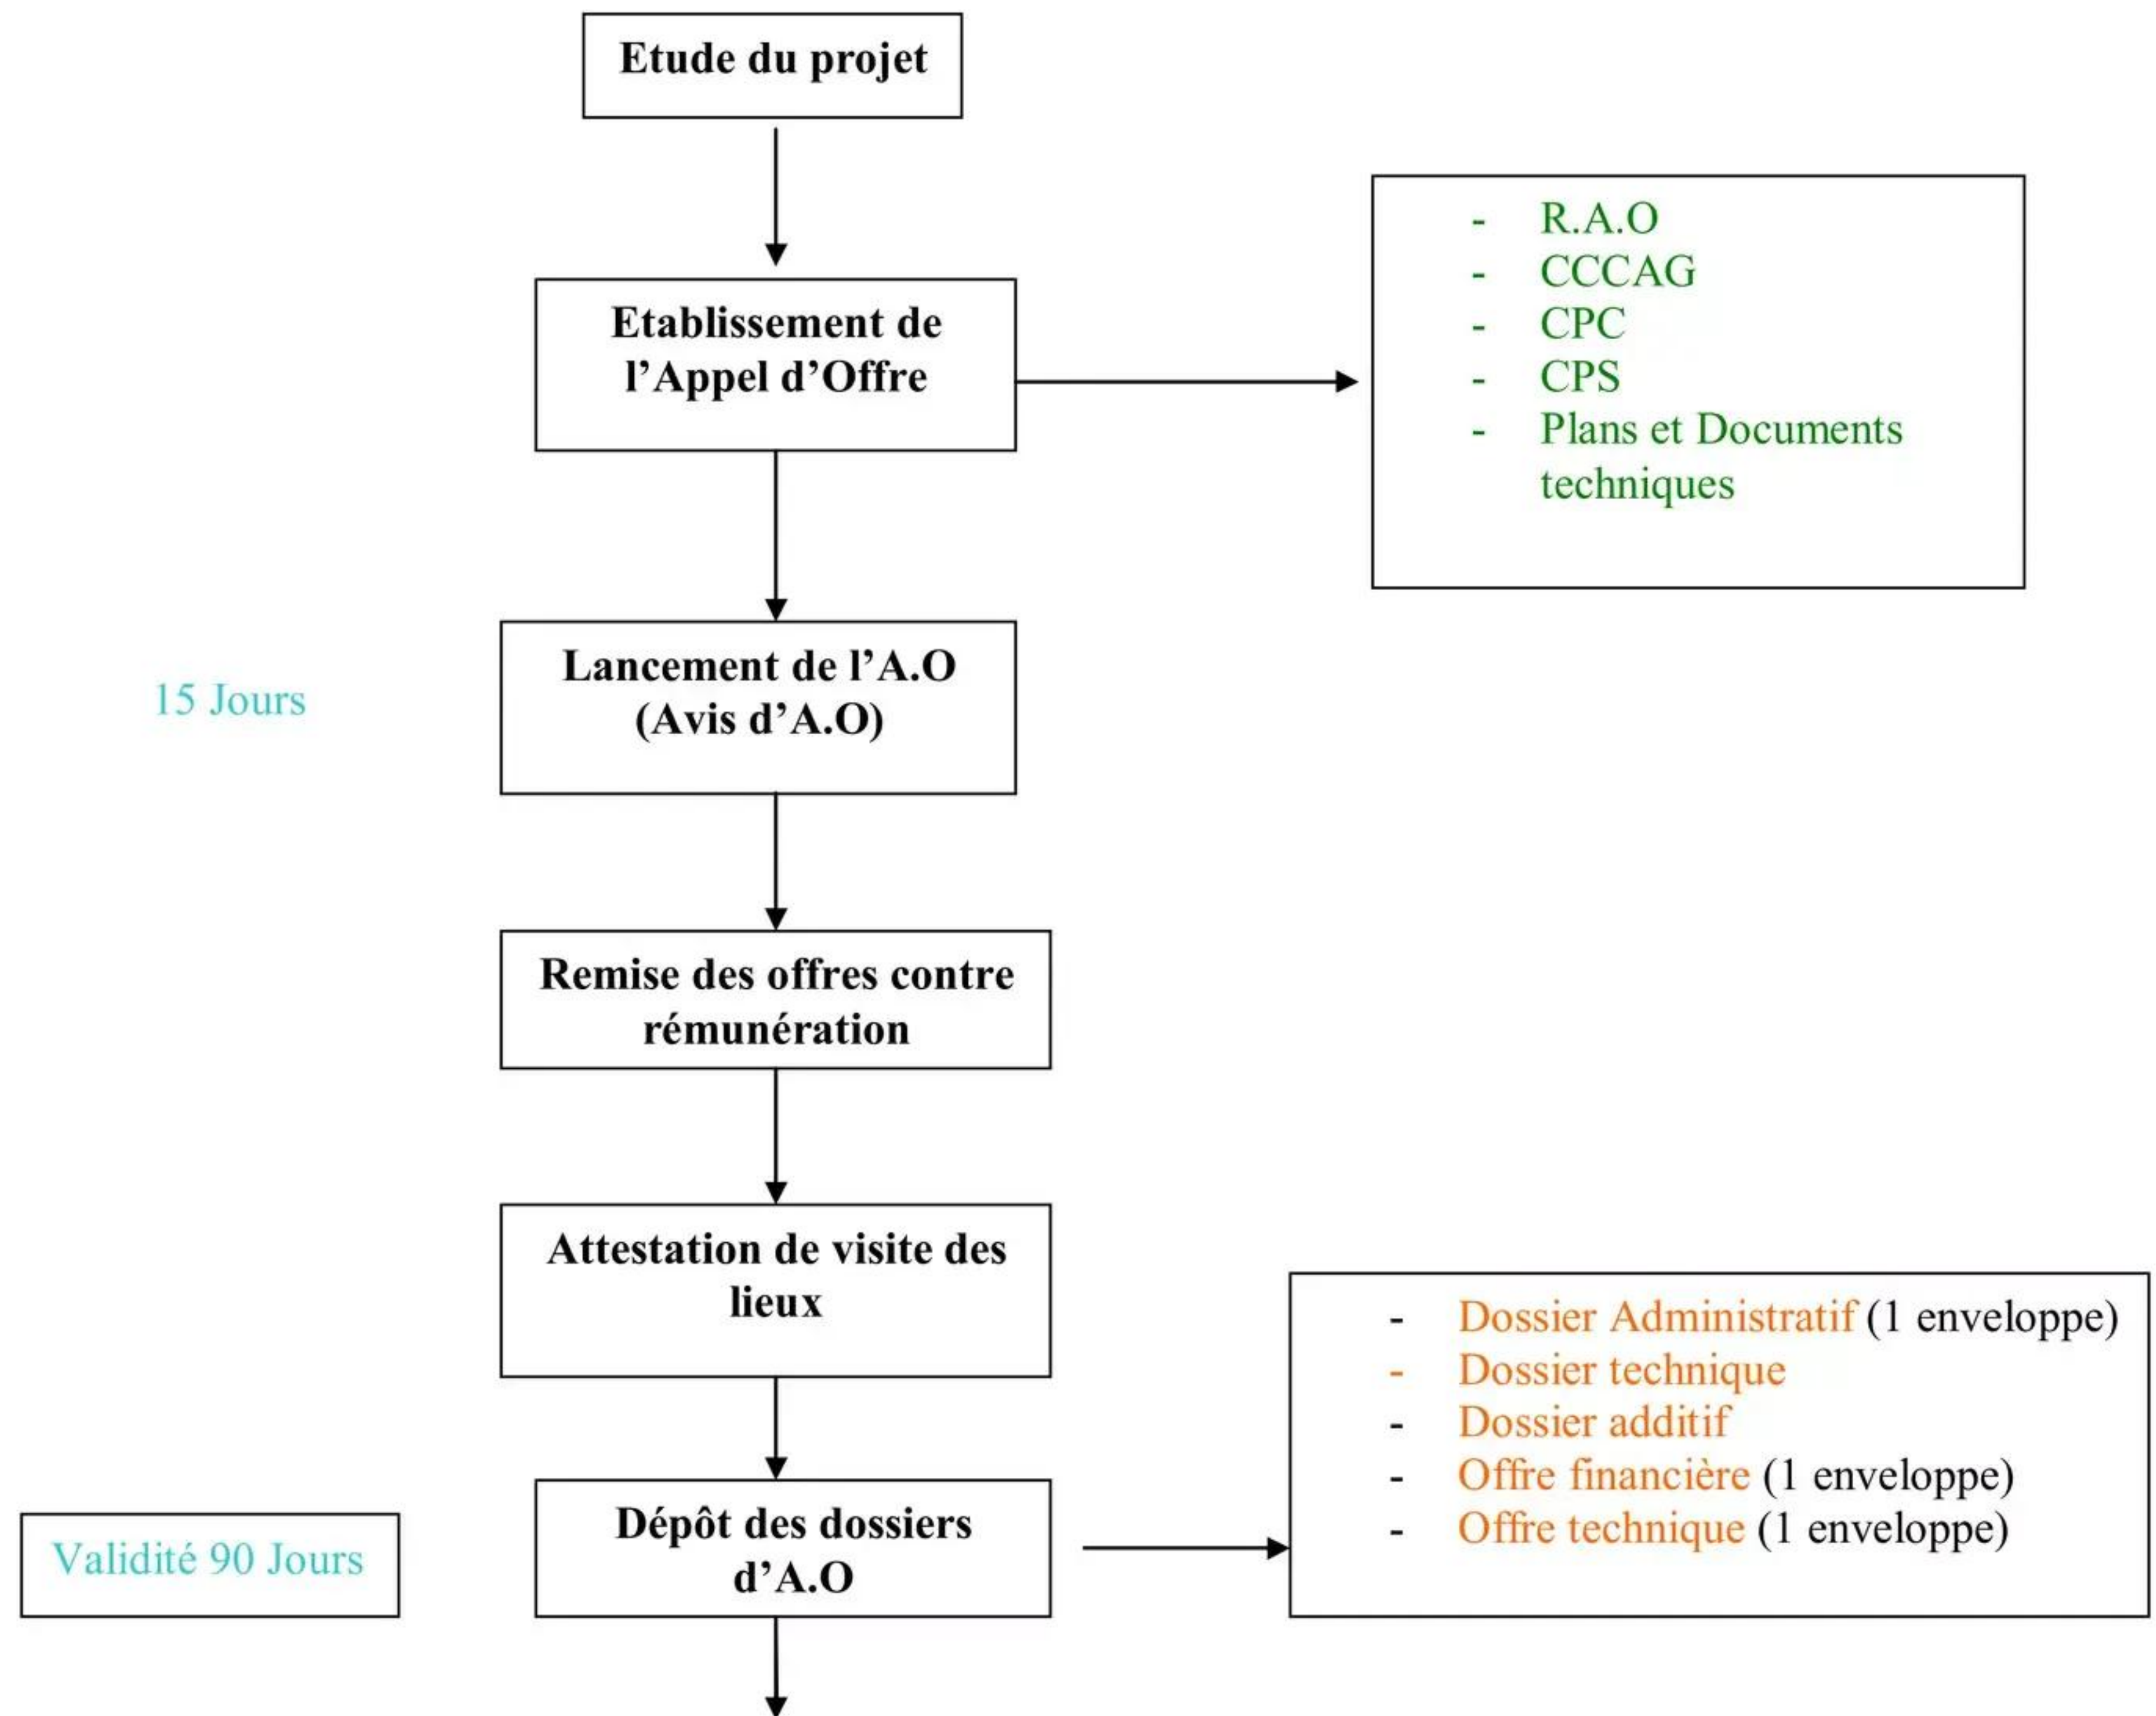 Etude du projet
Etablissement de
l’Appel d’Offre
- R.A.O
- CCCAG
- CPC
- CPS
- Plans et Documents
techniques
15 Jours
Lancement de l’A.O
(Avis d’A.O)
Remise des offres contre
rémunération
Attestation de visite des
lieux
Validité 90 Jours
Dépôt des dossiers
d’A.O
- Dossier Administratif (1 enveloppe)
- Dossier technique
- Dossier additif
- Offre financière (1 enveloppe)
- Offre technique (1 enveloppe)